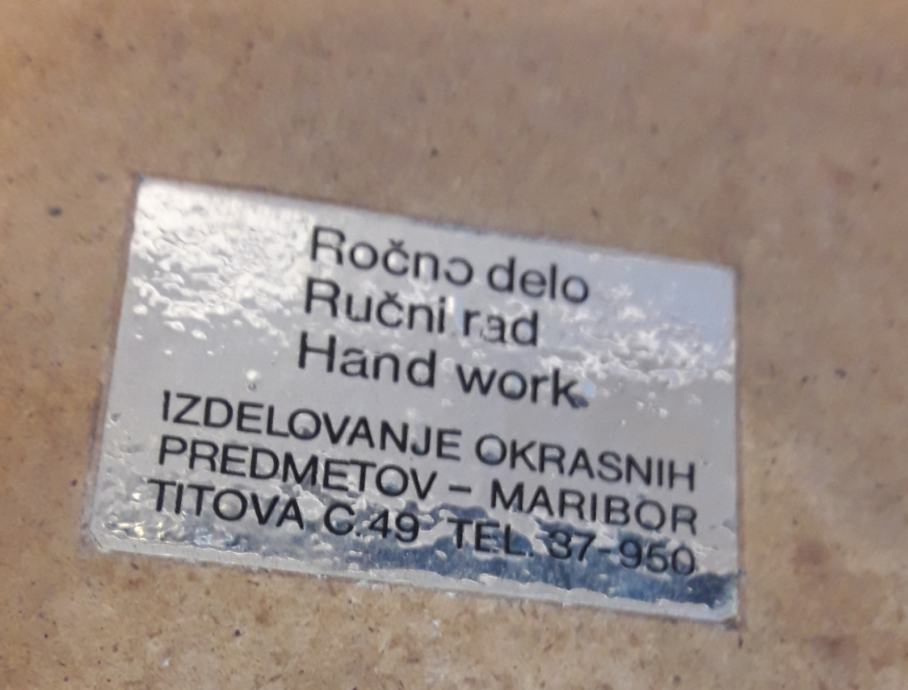 Ročno delo
Ručni rad
Hand work
IZDELOVANJE OKRASNIH
PREDMETOV – MARIBOR
TITOVA C.49 TEL. 37-950